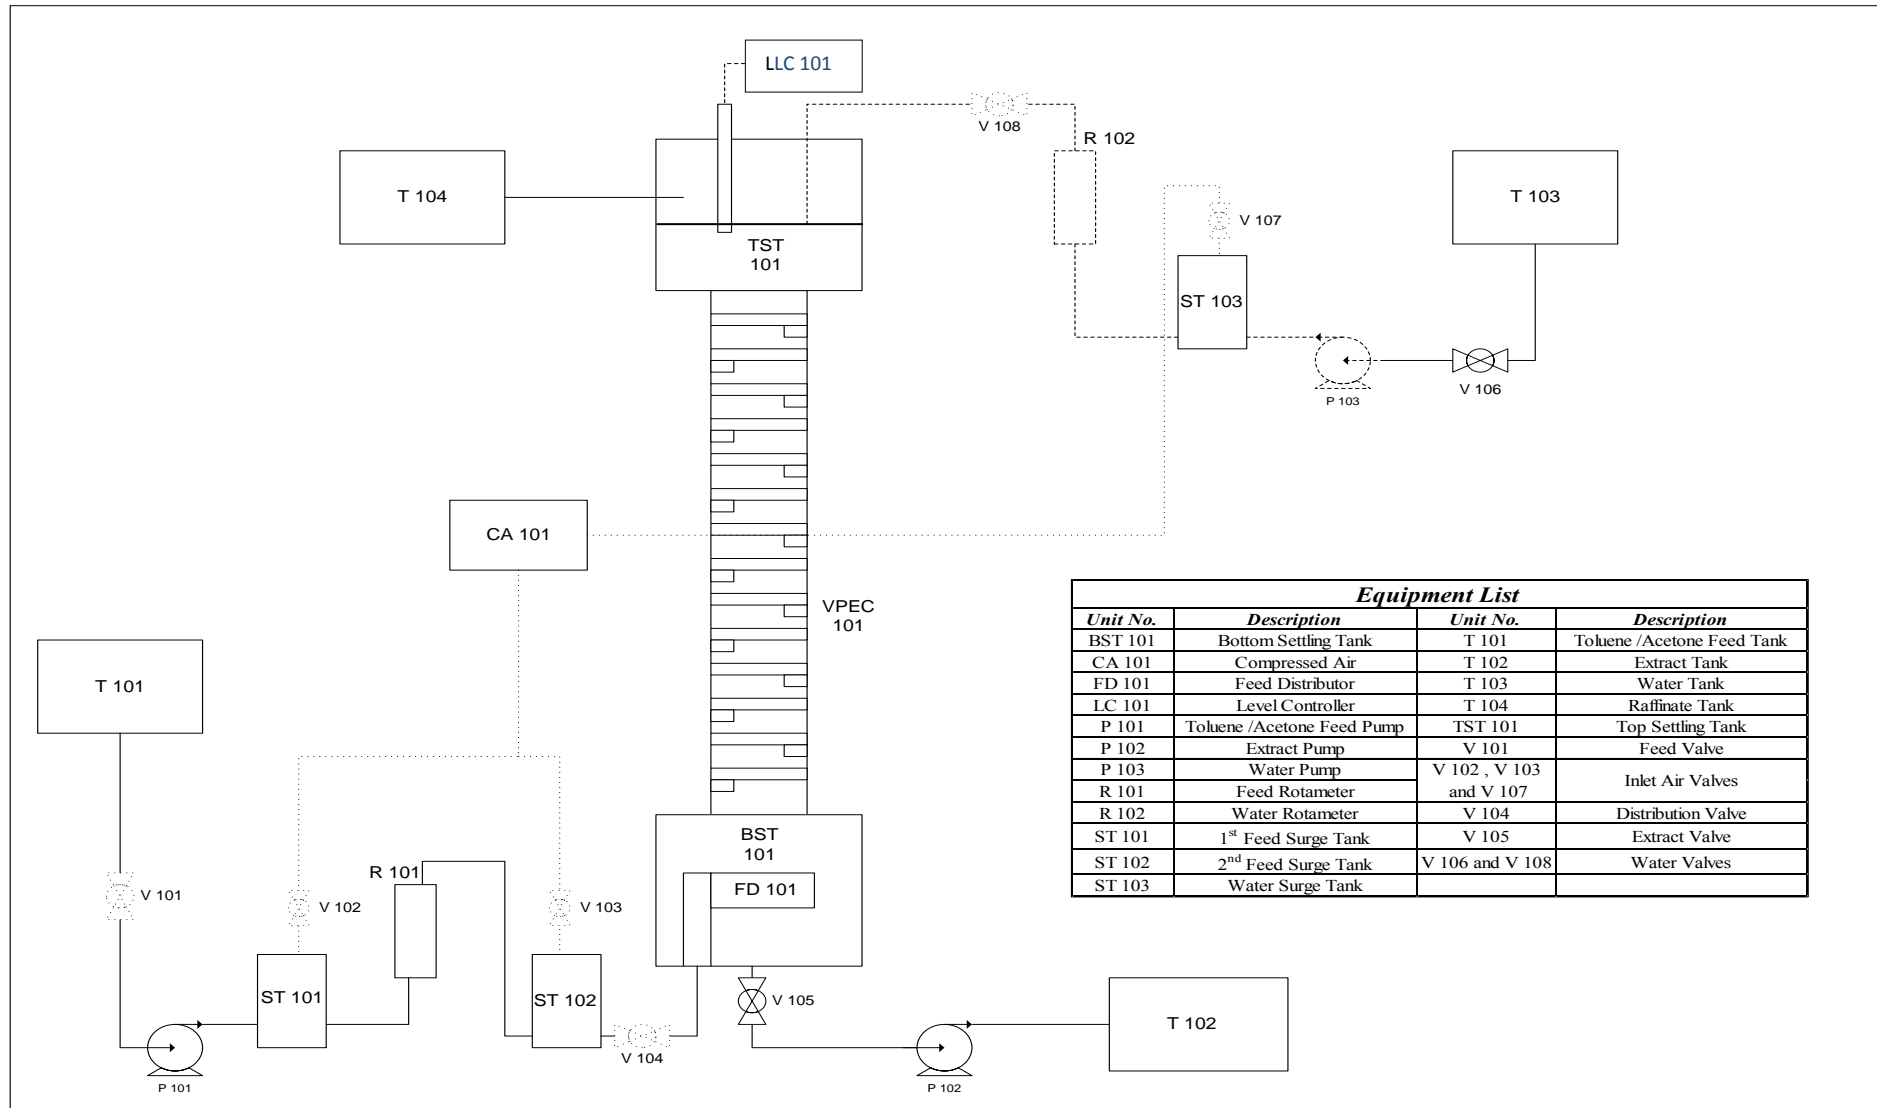 LLC 101
V 108
R 102
T 104
T 103
V 107
TST
101
ST 103
V 106
P 103
CA 101
VPEC
101
T 101
BST
101
R 101
FD 101
V 101
V 102
V 103
ST 101
ST 102
V 105
T 102
V 104
P 101
P 102
Equipment List
Unit No. Description Unit No. Description
BST 101 Bottom Settling Tank T 101 Toluene /Acetone Feed Tank
CA 101 Compressed Air T 102 Extract Tank
FD 101 Feed Distributor T 103 Water Tank
LC 101 Level Controller T 104 Raffinate Tank
P 101 Toluene /Acetone Feed Pump TST 101 Top Settling Tank
P 102 Extract Pump V 101 Feed Valve
P 103 Water Pump V 102 , V 103 Inlet Air Valves
R 101 Feed Rotameter and V 107
R 102 Water Rotameter V 104 Distribution Valve
ST 101 1st Feed Surge Tank V 105 Extract Valve
ST 102 2nd Feed Surge Tank V 106 and V 108 Water Valves
ST 103 Water Surge Tank